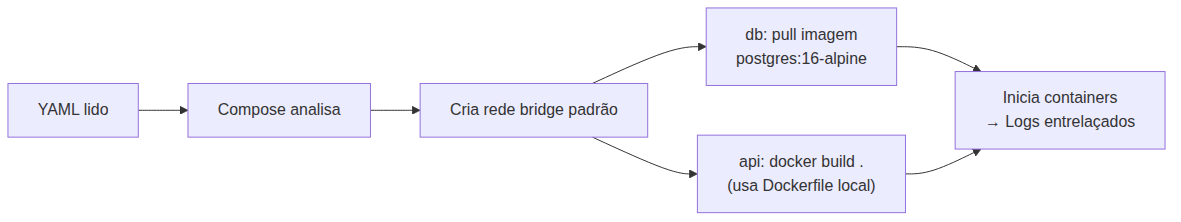 YAML lido
Compose analisa
Cria rede bridge padrão
db: pull imagem
postgres:16-alpine
api: docker build .
(usa Dockerfile local)
Inicia containers
→ Logs entrelaçados